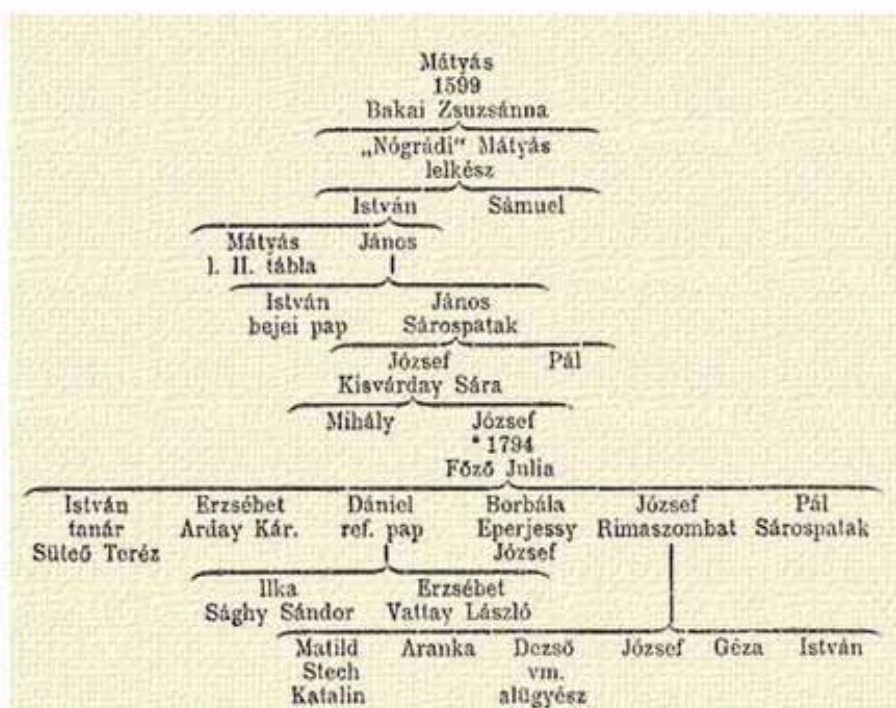 Mátyás
1599
Bakai Zsuzsánna
„Nógrádi“ Mátyás
lelkész
István Sámuel
Mátyás János
I. II. tábla
István János
bejei pap Sárospatak
József Pál
Kisvárday Sára
Mihály József
* 1794
Főző Julia
István Erzsébet Dániel Borbála József Pál
tanár Arday Kár. ref. pap Eperjessy Rimaszombat Sárospatak
Süteő Teréz József
Ilka Erzsébet
Sághy Sándor Vattay László
Matild Aranka Dezső József Géza István
Stech vm.
Katalin alügyész